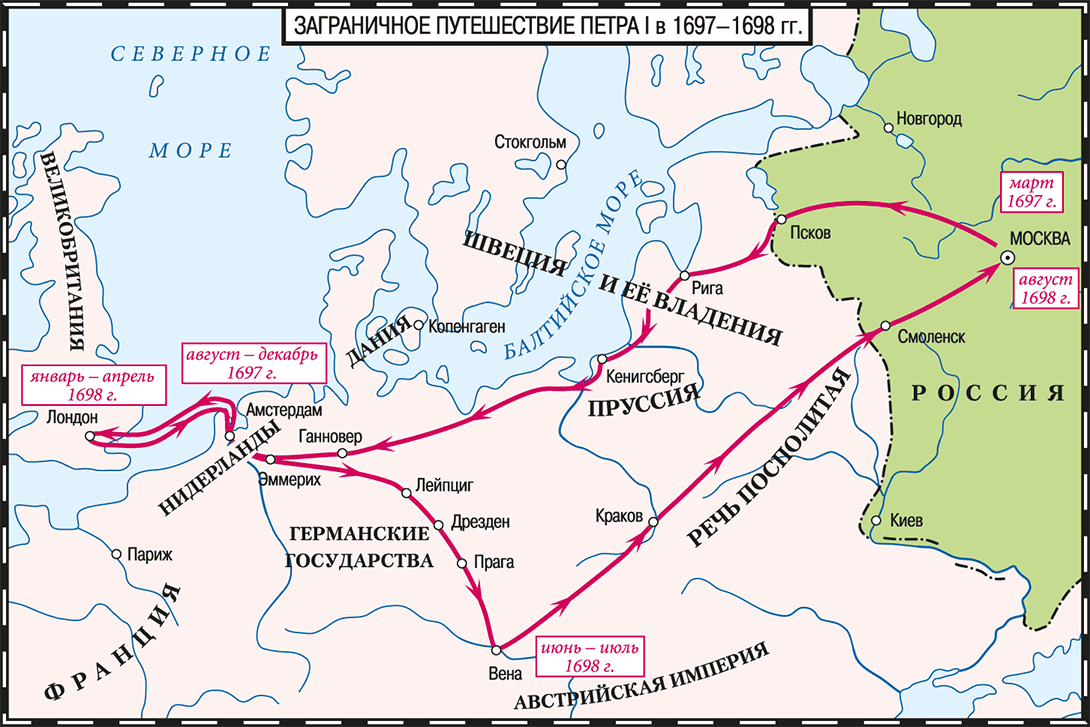 ЗАГРАНИЧНОЕ ПУТЕШЕСТВИЕ ПЕТРА I в 1697–1698 гг.
СЕВЕРНОЕ
МОРЕ
ВЕЛИКОБРИТАНИЯ
Стокгольм
Новгород
март
1697 г.
МОСКВА
август
1698 г.
Псков
БАЛТИЙСКОЕ МОРЕ
ШВЕЦИЯ И ЕЁ ВЛАДЕНИЯ
Рига
ДАНИЯ
Копенгаген
Смоленск
Кенигсберг
ПРУССИЯ
РОССИЯ
август – декабрь
1697 г.
январь – апрель
1698 г.
Лондон
Амстердам
НИДЕРЛАНДЫ
Ганновер
Эммерих
Лейпциг
РЕЧЬ ПОСПОЛИТАЯ
Краков
Дрезден
Киев
ГЕРМАНСКИЕ
ГОСУДАРСТВА
Прага
Париж
ФРАНЦИЯ
июнь – июль
1698 г.
Вена
АВСТРИЙСКАЯ ИМПЕРИЯ